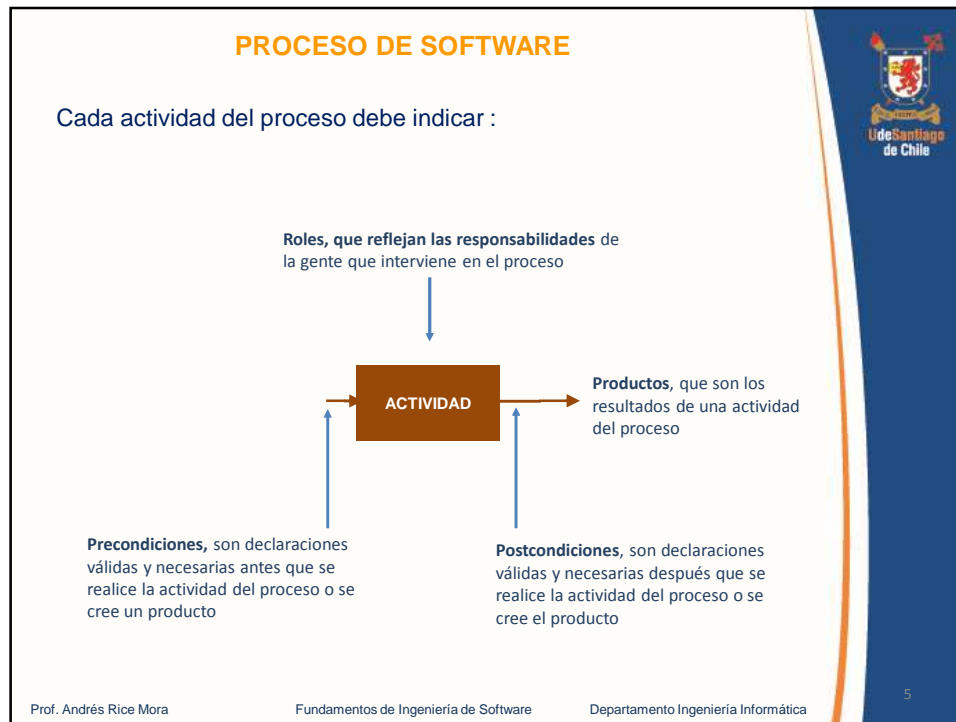 PROCESO DE SOFTWARE
Cada actividad del proceso debe indicar :
UdeSantiago
de Chile
Roles, que reflejan las responsabilidades de
la gente que interviene en el proceso
ACTIVIDAD
Productos, que son los
resultados de una actividad
del proceso
Precondiciones, son declaraciones
válidas y necesarias antes que se
realice la actividad del proceso o se
cree un producto
Postcondiciones, son declaraciones
válidas y necesarias después que se
realice la actividad del proceso o se
cree el producto
Prof. Andrés Rice Mora
Fundamentos de Ingeniería de Software
Departamento Ingeniería Informática
5